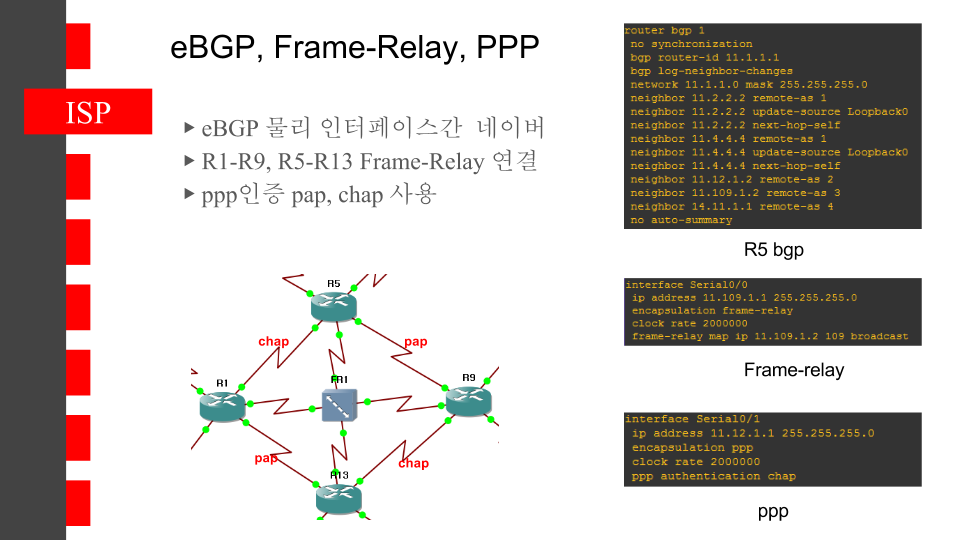 eBGP, Frame-Relay, PPP
ISP
eBGP 물리 인터페이스간 네이버
R1-R9, R5-R13 Frame-Relay 연결
ppp인증 pap, chap 사용
R5
chap
pap
R1
FR1
R9
pap
chap
R13
router bgp 1
no synchronization
bgp router-id 11.1.1.1
bgp log-neighbor-changes
network 11.1.1.0 mask 255.255.255.0
neighbor 11.2.2.2 remote-as 1
neighbor 11.2.2.2 update-source Loopback0
neighbor 11.2.2.2 next-hop-self
neighbor 11.4.4.4 remote-as 1
neighbor 11.4.4.4 update-source Loopback0
neighbor 11.4.4.4 next-hop-self
neighbor 11.12.1.2 remote-as 2
neighbor 11.109.1.2 remote-as 3
neighbor 14.11.1.1 remote-as 4
no auto-summary
R5 bgp
interface Serial0/0
ip address 11.109.1.1 255.255.255.0
encapsulation frame-relay
clock rate 2000000
frame-relay map ip 11.109.1.2 109 broadcast
Frame-relay
interface Serial0/1
ip address 11.12.1.1 255.255.255.0
encapsulation ppp
clock rate 2000000
ppp authentication chap
ppp